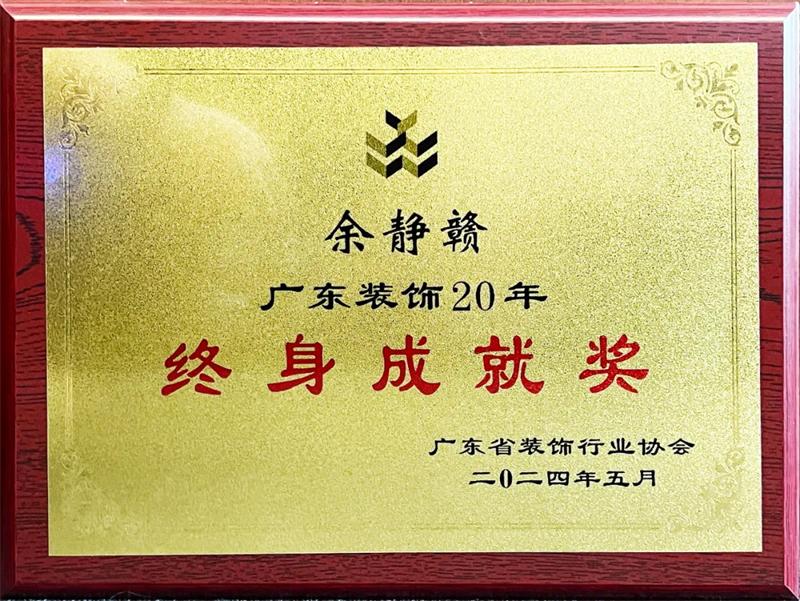 余静赣
广东装饰20年
终身成就奖
广东省装饰行业协会
二0二四年五月